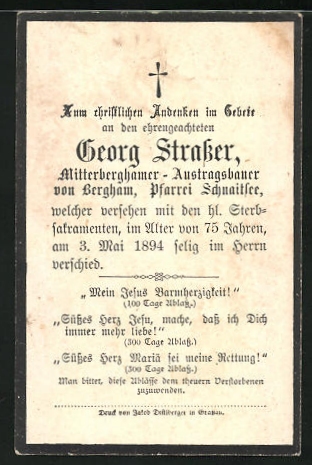 Zum christlichen Andenken im Gebete
an den ehrengeachteten
Georg Straßer,
Mitterberghamer - Austragsbauer
von Bergham, Pfarrei Schnaitsee,
welcher versehen mit den hl. Sterb-
sakramenten, im Alter von 75 Jahren,
am 3. Mai 1894 selig im Herrn
verschied.
„Mein Jesus Barmherzigkeit!"
(100 Tage Ablaß.)
„Süßes Herz Jesu, mache, daß ich Dich
immer mehr liebe!"
(300 Tage Ablaß.)
„Süßes Herz Mariä sei meine Rettung!"
(300 Tage Ablaß.)
Man bittet, diese Ablässe dem theuern Verstorbenen
zuzuwenden.
Druck von Jakob in